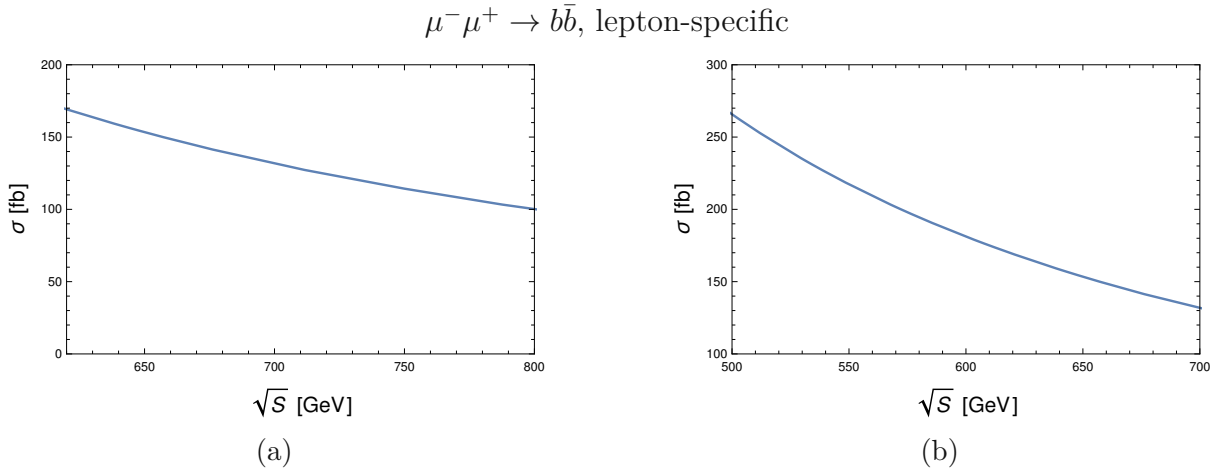 μ⁻μ⁺ → bb̄, lepton-specific
200
150
100
50
0
σ [fb]
650 700 750 800
√S [GeV]
(a)
300
250
200
150
100
σ [fb]
500 550 600 650 700
√S [GeV]
(b)